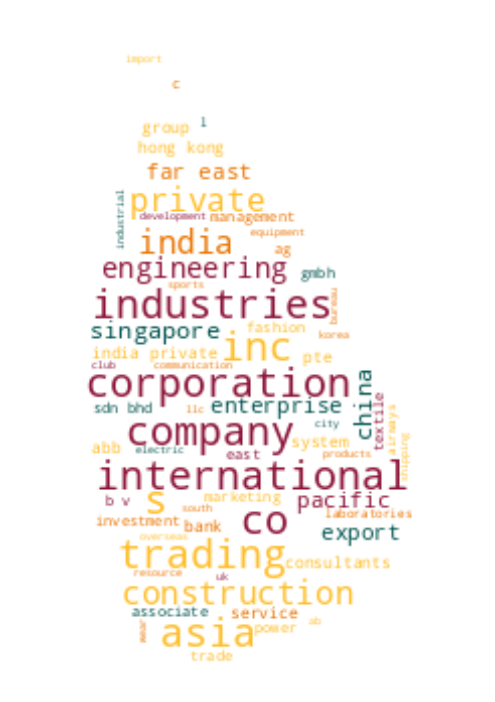 import
c
group l
hong kong
far east
industrial
private
development management
equipment
india ag
engineering gmbh
sports
industries bureau
singapore fashion
korea
india private inc pte
club communication
corporation
china
textile
airways
shipping
sdn bhd llc enterprise
city
company system
abb electric
east products
international
b v s marketing pacific
south
laboratories
investment bank co
export
overseas
trading consultants
resource uk
construction
associate service
wear asia power ab
trade